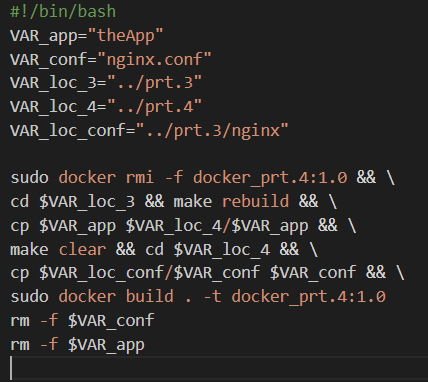 #!/bin/bash
VAR_app="theApp"
VAR_conf="nginx.conf"
VAR_loc_3="../prt.3"
VAR_loc_4="../prt.4"
VAR_loc_conf="../prt.3/nginx"
sudo docker rmi -f docker_prt.4:1.0 && \
cd $VAR_loc_3 && make rebuild && \
cp $VAR_app $VAR_loc_4/$VAR_app && \
make clear && cd $VAR_loc_4 && \
cp $VAR_loc_conf/$VAR_conf $VAR_conf && \
sudo docker build . -t docker_prt.4:1.0
rm -f $VAR_conf
rm -f $VAR_app